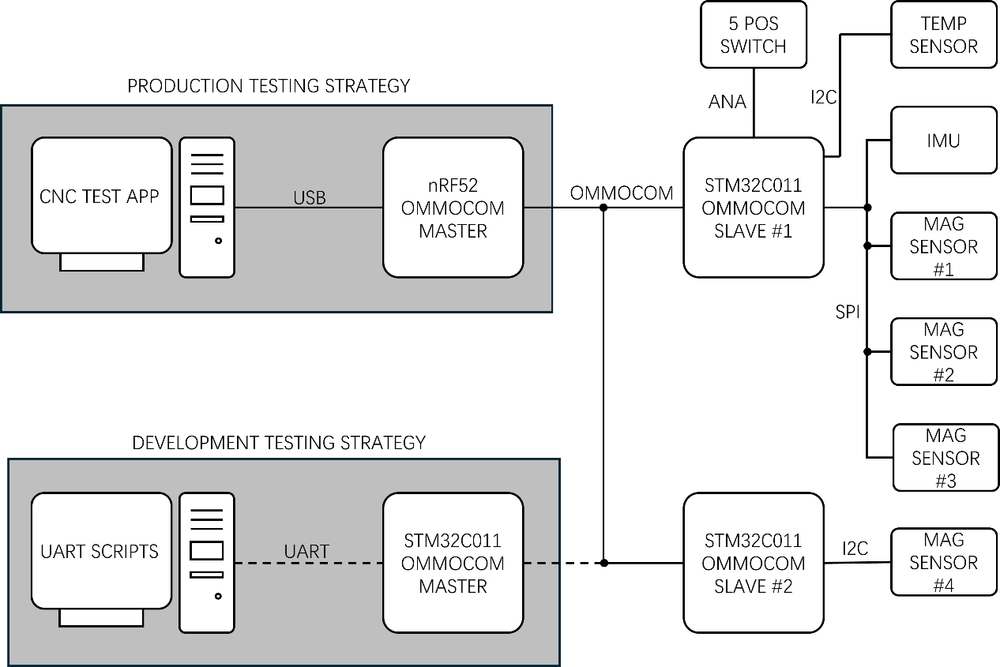 5 POS
SWITCH
TEMP
SENSOR
PRODUCTION TESTING STRATEGY
ANA
I2C
IMU
CNC TEST APP
USB
nRF52
OMMOCOM
MASTER
OMMOCOM
STM32C011
OMMOCOM
SLAVE #1
MAG
SENSOR
#1
SPI
MAG
SENSOR
#2
MAG
SENSOR
#3
DEVELOPMENT TESTING STRATEGY
UART SCRIPTS
UART
STM32C011
OMMOCOM
MASTER
STM32C011
OMMOCOM
SLAVE #2
I2C
MAG
SENSOR
#4